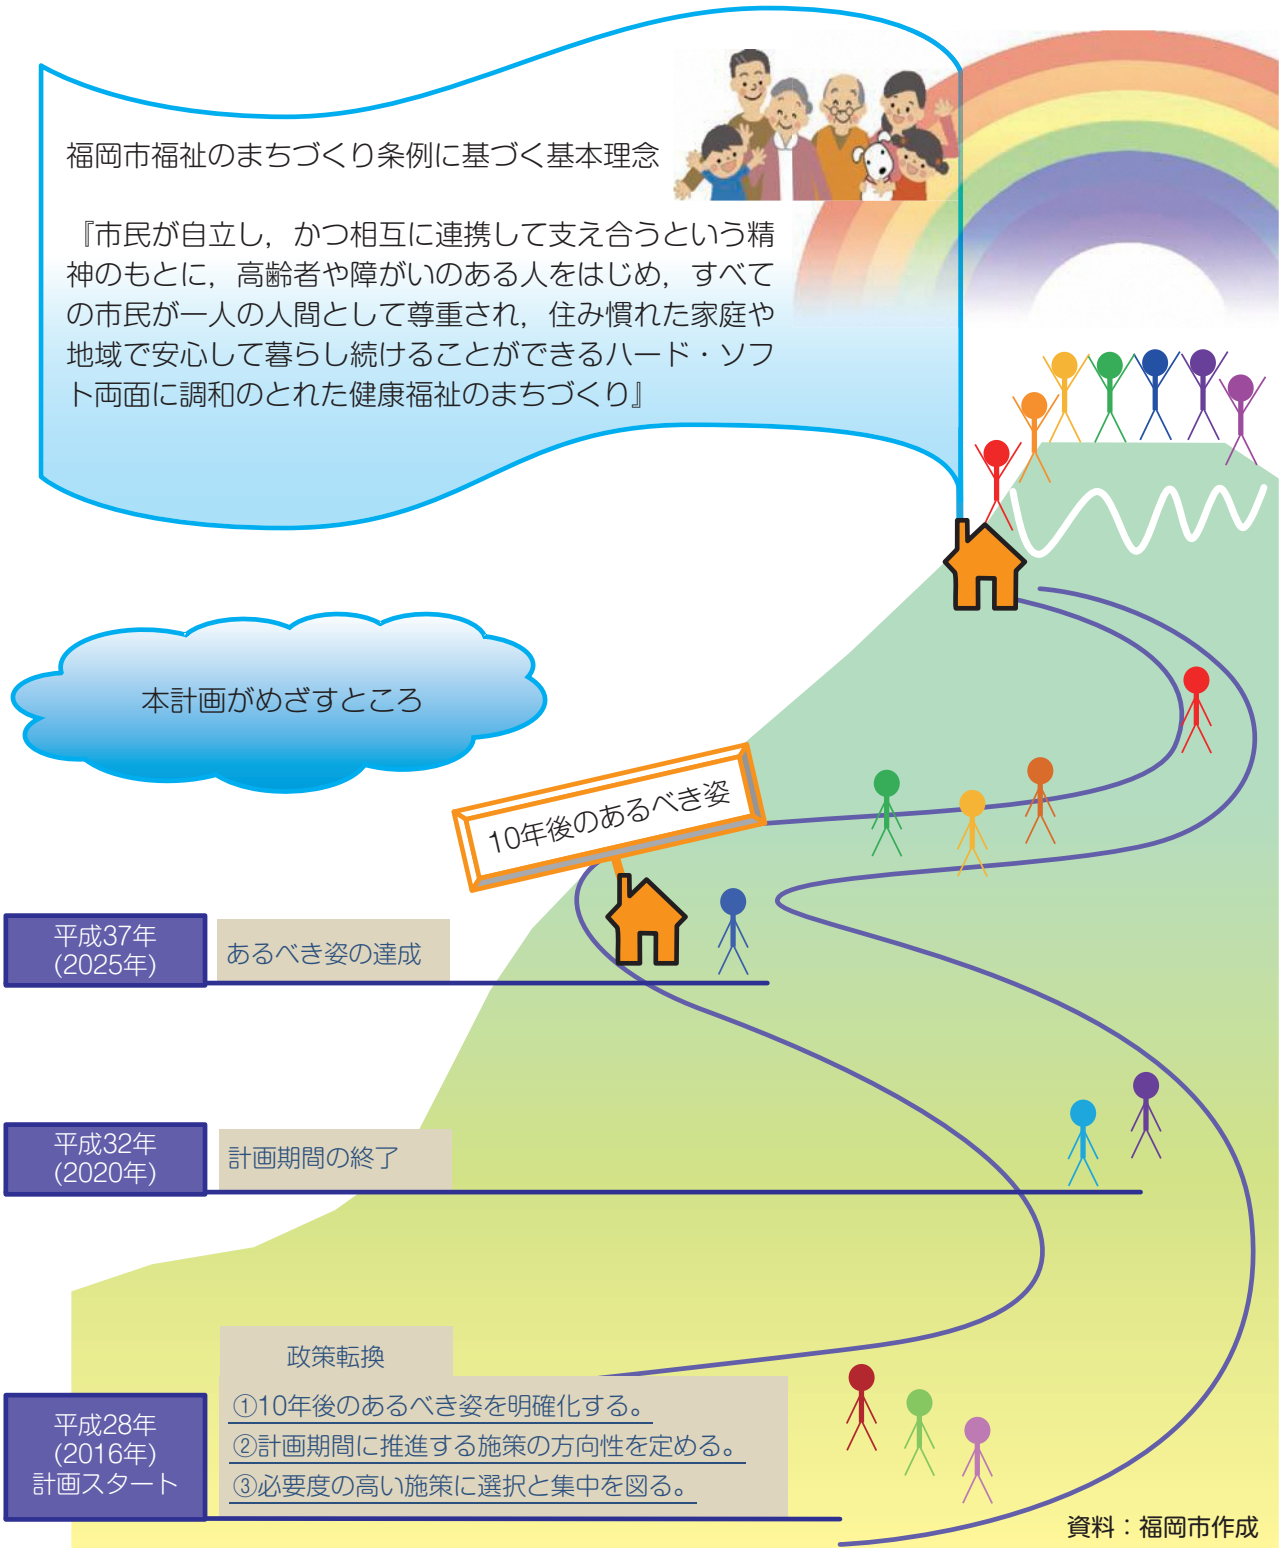 福岡市福祉のまちづくり条例に基づく基本理念
『市民が自立し，かつ相互に連携して支え合うという精
神のもとに，高齢者や障がいのある人をはじめ，すべて
の市民が一人の人間として尊重され，住み慣れた家庭や
地域で安心して暮らし続けることができるハード・ソフ
ト両面に調和のとれた健康福祉のまちづくり』
本計画がめざすところ
10年後のあるべき姿
平成37年
(2025年)
あるべき姿の達成
平成32年
(2020年)
計画期間の終了
政策転換
平成28年
(2016年)
計画スタート
①10年後のあるべき姿を明確化する。
②計画期間に推進する施策の方向性を定める。
③必要度の高い施策に選択と集中を図る。
資料：福岡市作成